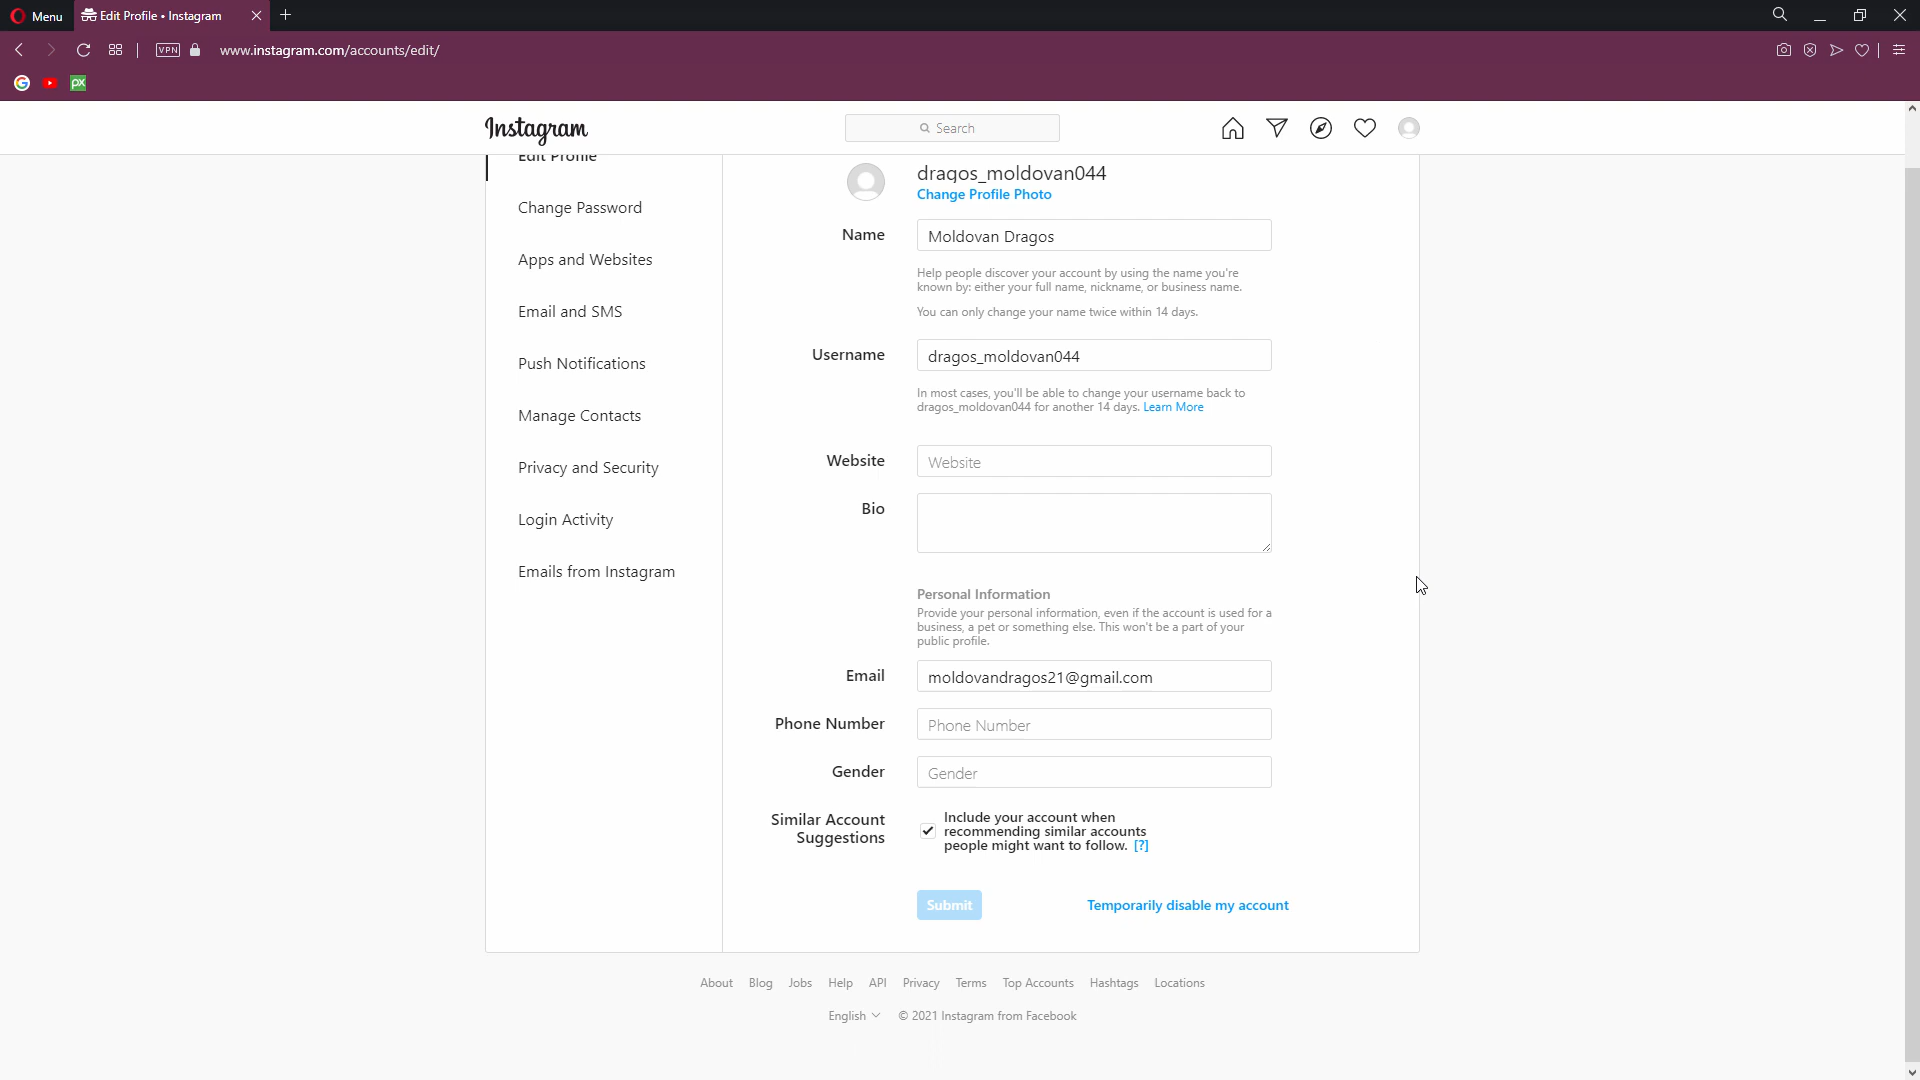 Menu
Edit Profile • Instagram
VPN
www.instagram.com/accounts/edit/
px
Instagram
Search
Edit Profile
Change Password
Apps and Websites
Email and SMS
Push Notifications
Manage Contacts
Privacy and Security
Login Activity
Emails from Instagram
dragos_moldovan044
Change Profile Photo
Name
Moldovan Dragos
Help people discover your account by using the name you're
known by: either your full name, nickname, or business name.
You can only change your name twice within 14 days.
Username
dragos_moldovan044
In most cases, you'll be able to change your username back to
dragos_moldovan044 for another 14 days. Learn More
Website
Website
Bio
Personal Information
Provide your personal information, even if the account is used for a
business, a pet or something else. This won't be a part of your
public profile.
Email
moldovandragos21@gmail.com
Phone Number
Phone Number
Gender
Gender
Similar Account
Suggestions
Include your account when
recommending similar accounts
people might want to follow. [?]
Submit
Temporarily disable my account
About Blog Jobs Help API Privacy Terms Top Accounts Hashtags Locations
English © 2021 Instagram from Facebook